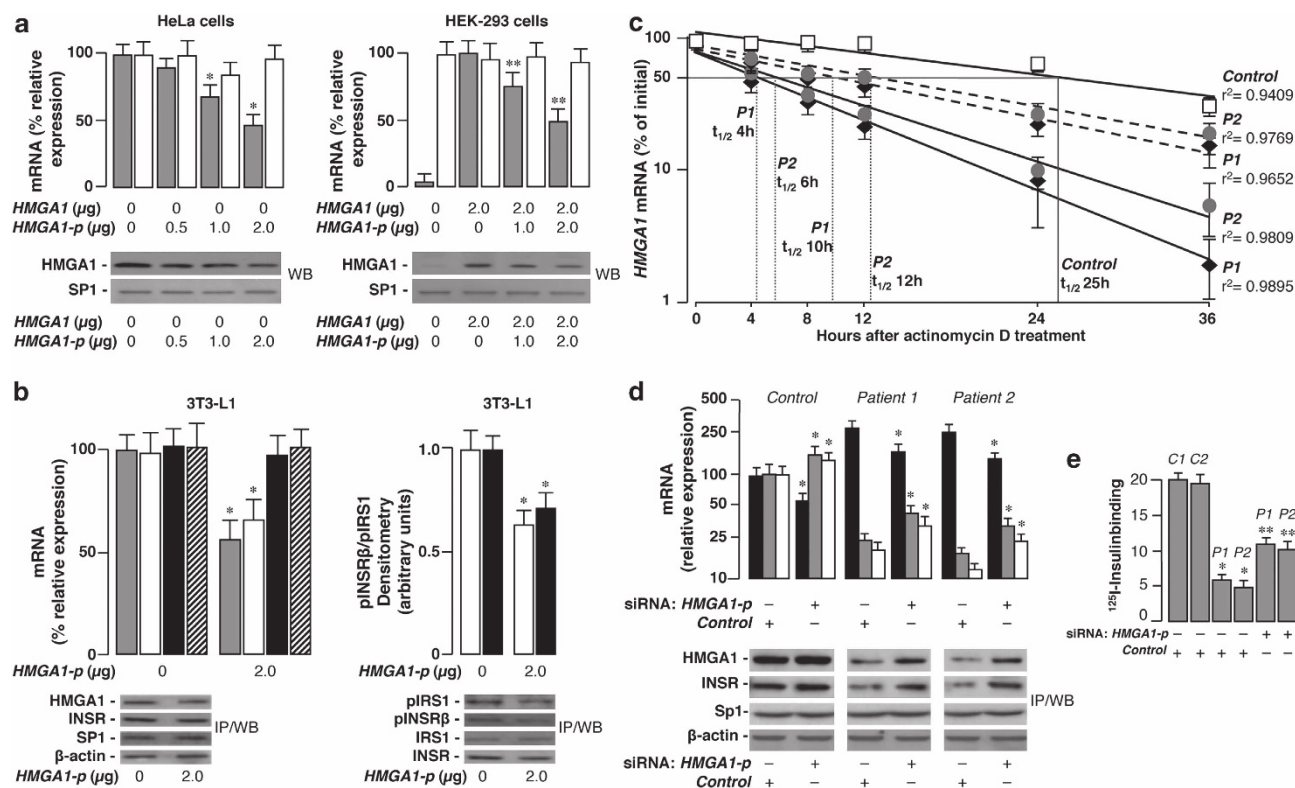 a
HeLa cells
HEK-293 cells
mRNA (% relative expression)
100
50
0
* *
HMGA1 (µg) 0 0 0 0
HMGA1-p (µg) 0 0.5 1.0 2.0
HMGA1 -
SP1 -
WB
HMGA1 (µg) 0 0 0 0
HMGA1-p (µg) 0 0.5 1.0 2.0
mRNA (% relative expression)
100
50
0
** **
HMGA1 (µg) 0 2.0 2.0 2.0
HMGA1-p (µg) 0 0 1.0 2.0
HMGA1 -
SP1 -
WB
HMGA1 (µg) 0 2.0 2.0 2.0
HMGA1-p (µg) 0 0 1.0 2.0
b
3T3-L1
mRNA
(% relative expression)
100
50
0
* *
HMGA1-p (µg) 0 2.0
HMGA1 -
INSR -
SP1 -
β-actin -
IP/WB
HMGA1-p (µg) 0 2.0
3T3-L1
pINSRβ/pIRS1
Densitometry
(arbitrary units)
1.0
0.5
0
* *
HMGA1-p (µg) 0 2.0
pIRS1 -
pINSRβ -
IRS1 -
INSR -
IP/WB
HMGA1-p (µg) 0 2.0
c
HMGA1 mRNA (% of initial)
100
50
10
1
P1
t1/2 4h
P2
t1/2 6h
P1
t1/2 10h
P2
t1/2 12h
Control
t1/2 25h
Control
r²= 0.9409
P2
r²= 0.9769
P1
r²= 0.9652
P2
r²= 0.9809
P1
r²= 0.9895
0 4 8 12 24 36
Hours after actinomycin D treatment
d
Control Patient 1 Patient 2
mRNA
(relative expression)
500
250
100
50
25
10
* * * * * * * * *
siRNA: HMGA1-p – + – + – +
Control + – + – + –
HMGA1 -
INSR -
Sp1-
β-actin -
IP/WB
siRNA: HMGA1-p – + – + – +
Control + – + – + –
e
¹²⁵I-Insulinbinding
20
15
10
5
0
C1 C2
P1 P2
* *
P1 P2
** **
siRNA: HMGA1-p – – – – + +
Control + + + + – –